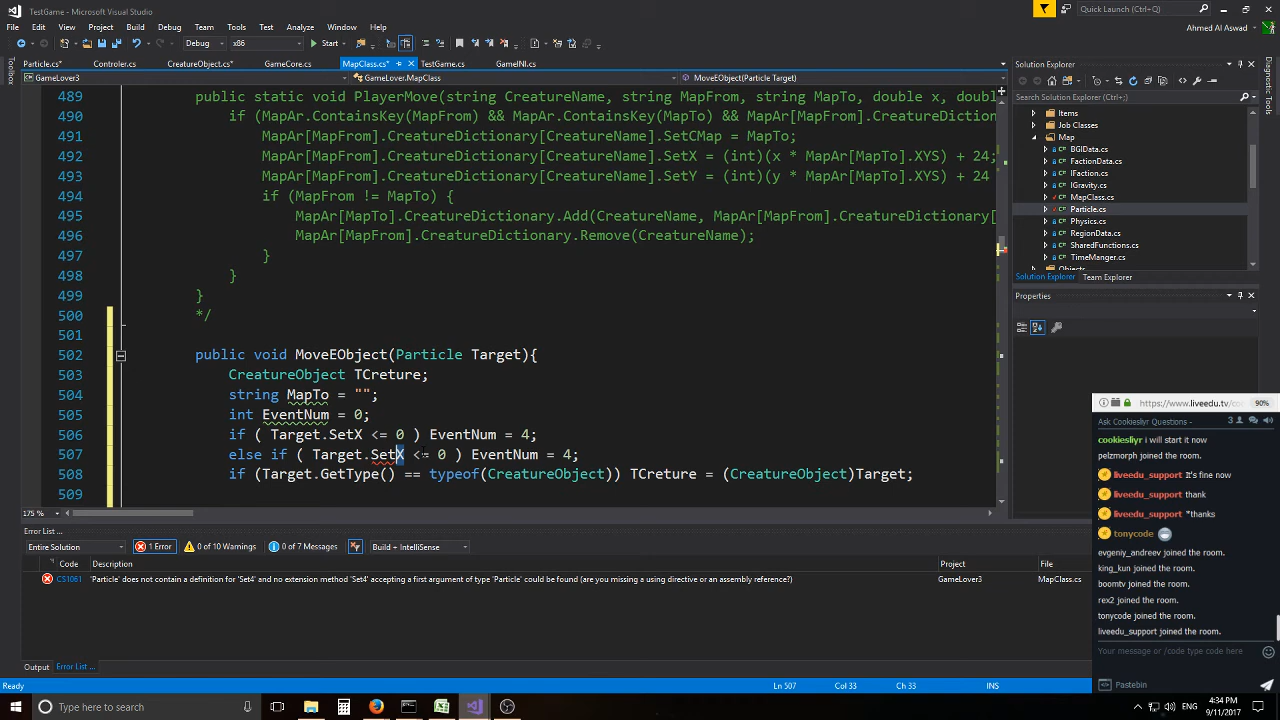 TestGame - Microsoft Visual Studio
Quick Launch (Ctrl+Q)
File Edit View Project Build Debug Team Tools Test Analyze Window Help
Ahmed Al Aswad
Debug x86 Start
Toolbox
Particle.cs* Controler.cs CreatureObject.cs* GameCore.cs MapClass.cs* TestGame.cs GameNI.cs
GameLover3 GameLover.MapClass MoveEObject(Particle Target)
489 public static void PlayerMove(string CreatureName, string MapFrom, string MapTo, double x, doubl
490 if (MapAr.ContainsKey(MapFrom) && MapAr.ContainsKey(MapTo) && MapAr[MapFrom].CreatureDiction
491 MapAr[MapFrom].CreatureDictionary[CreatureName].SetCMap = MapTo;
492 MapAr[MapFrom].CreatureDictionary[CreatureName].SetX = (int)(x * MapAr[MapTo].XYS) + 24;
493 MapAr[MapFrom].CreatureDictionary[CreatureName].SetY = (int)(y * MapAr[MapTo].XYS) + 24
494 if (MapFrom != MapTo) {
495 MapAr[MapTo].CreatureDictionary.Add(CreatureName, MapAr[MapFrom].CreatureDictionary[
496 MapAr[MapFrom].CreatureDictionary.Remove(CreatureName);
497 }
498 }
499 }
500 */
501
502 public void MoveEObject(Particle Target){
503 CreatureObject TCreture;
504 string MapTo = "";
505 int EventNum = 0;
506 if ( Target.SetX <= 0 ) EventNum = 4;
507 else if ( Target.SetX <= 0 ) EventNum = 4;
508 if (Target.GetType() == typeof(CreatureObject)) TCreture = (CreatureObject)Target;
509
175 %
Solution Explorer
Search Solution Explorer (Ctrl+;)
Items
Job Classes
Map
BGIData.cs
FactionData.cs
IFaction.cs
IGravity.cs
MapClass.cs
Particle.cs
Physics.cs
RegionData.cs
SharedFunctions.cs
TimeManger.cs
Objects
Solution Explorer Team Explorer
Properties
Diagnostic Tools
Error List ...
Entire Solution 1 Error 0 of 10 Warnings 0 of 7 Messages Build + IntelliSense
Code Description Project File
CS1061 'Particle' does not contain a definition for 'Set4' and no extension method 'Set4' accepting a first argument of type 'Particle' could be found (are you missing a using directive or an assembly reference?) GameLover3 MapClass.cs
Output Error List ...
Ready Ln 507 Col 33 Ch 33 INS
https://www.liveedu.tv/co 90%
Ask Cookiesliyr Questions - 3
cookiesliyr i will start it now
pelzmorph joined the room.
liveedu_support It's fine now
liveedu_support thank
liveedu_support *thanks
tonycode
evgeniy_andreev joined the room.
king_kun joined the room.
boomtv joined the room.
rex2 joined the room.
tonycode joined the room.
liveedu_support joined the room.
Your message or /code type code here
Pastebin
Type here to search
4:34 PM
9/11/2017